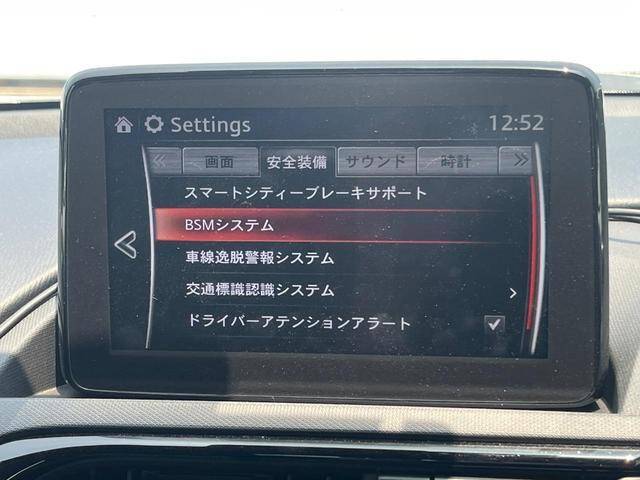 Settings 12:52
画面 安全装備 サウンド 時計
スマートシティーブレーキサポート
BSMシステム
車線逸脱警報システム
交通標識認識システム
ドライバーアテンションアラート